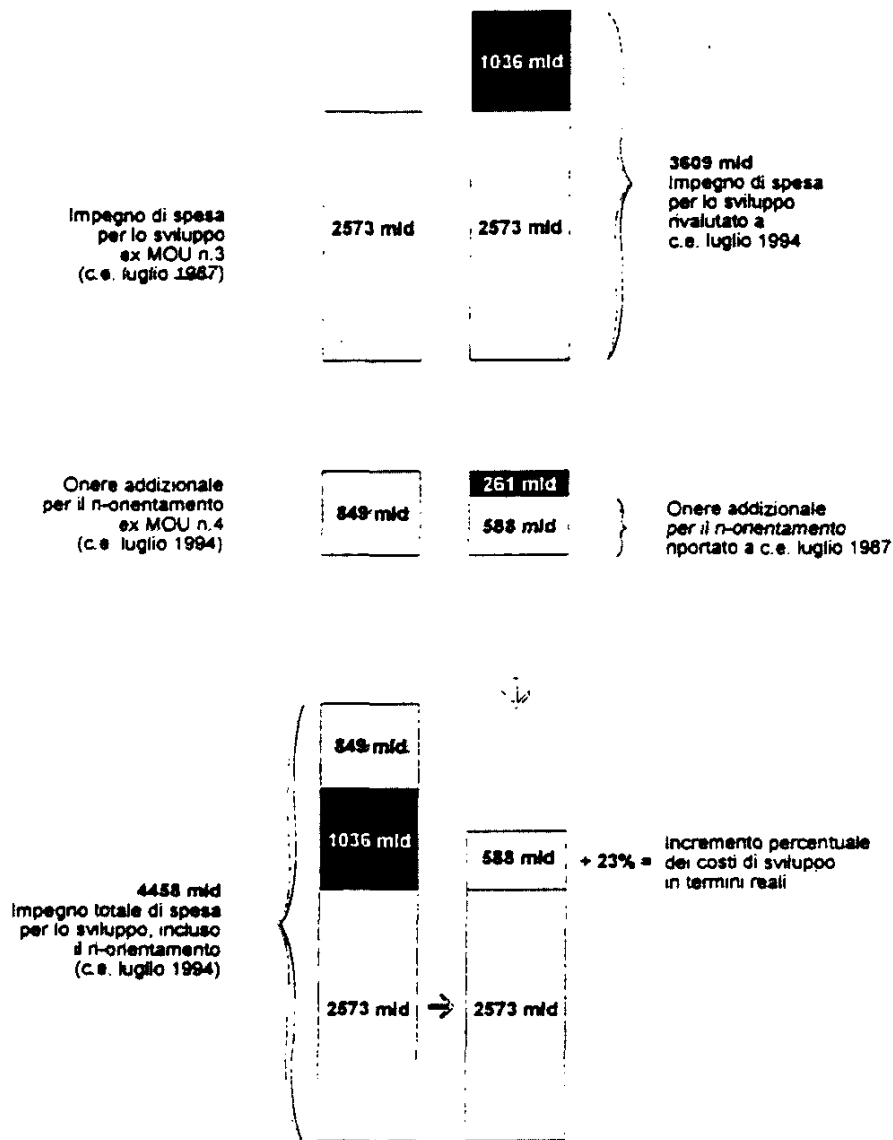 1036 mld
Impegno di spesa
per lo sviluppo
ex MOU n.3
(c.e. luglio 1987)
2573 mld
2573 mld
3609 mld
Impegno di spesa
per lo sviluppo
rivalutato a
c.e. luglio 1994
Onere addizionale
per il ri-orientamento
ex MOU n.4
(c.e. luglio 1994)
849 mld
261 mld
588 mld
Onere addizionale
per il ri-orientamento
riportato a c.e. luglio 1987
849 mld
1036 mld
2573 mld
4458 mld
Impegno totale di spesa
per lo sviluppo, incluso
il ri-orientamento
(c.e. luglio 1994)
588 mld
2573 mld
+ 23% =
Incremento percentuale
dei costi di sviluppo
in termini reali